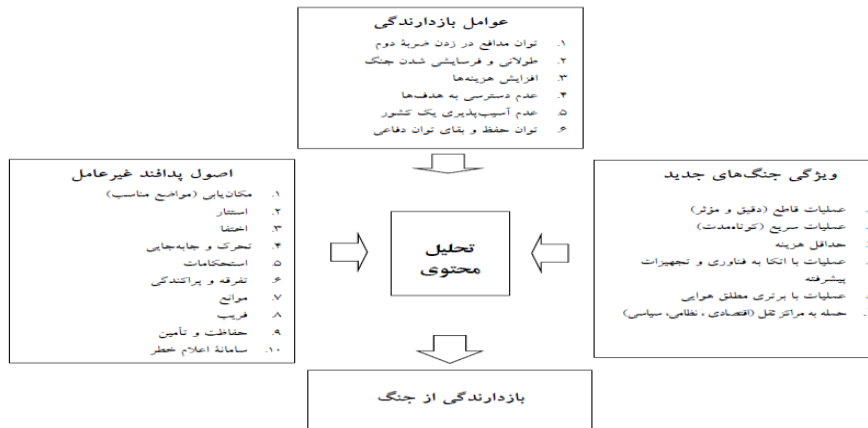 عوامل بازدارندگی
۱. توان مدافع در زدن ضربهٔ دوم
۲. طولانی و فرسایشی شدن جنگ
۳. افزایش هزینه‌ها
۴. عدم دسترسی به هدف‌ها
۵. عدم آسیب‌پذیری یک کشور
۶. توان حفظ و بقای توان دفاعی
ویژگی جنگ‌های جدید
عملیات قاطع (دقیق و مؤثر)
عملیات سریع (کوتاه‌مدت)
حداقل هزینه
عملیات با اتکا به فناوری و تجهیزات
پیشرفته
عملیات با برتری مطلق هوایی
حمله به مراکز ثقل (اقتصادی، نظامی، سیاسی)
تحلیل
محتوی
اصول پدافند غیرعامل
۱. مکان‌یابی (مواضع مناسب)
۲. استتار
۳. اختفا
۴. تحرک و جابه‌جایی
۵. استحکامات
۶. تفرقه و پراکندگی
۷. موانع
۸. فریب
۹. حفاظت و تأمین
۱۰. سامانهٔ اعلام خطر
بازدارندگی از جنگ